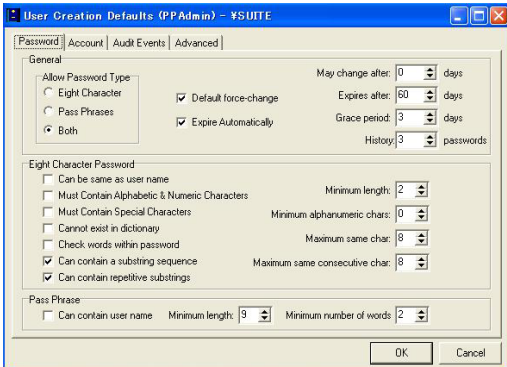 User Creation Defaults (PPAdmin) - ¥SUITE
Password Account Audit Events Advanced
General
Allow Password Type
Eight Character
Pass Phrases
Both
Default force-change
Expire Automatically
May change after: 0 days
Expires after: 60 days
Grace period: 3 days
History: 3 passwords
Eight Character Password
Can be same as user name
Must Contain Alphabetic & Numeric Characters
Must Contain Special Characters
Cannot exist in dictionary
Check words within password
Can contain a substring sequence
Can contain repetitive substrings
Minimum length: 2
Minimum alphanumeric chars: 0
Maximum same char: 8
Maximum same consecutive char: 8
Pass Phrase
Can contain user name Minimum length: 9 Minimum number of words 2
OK Cancel